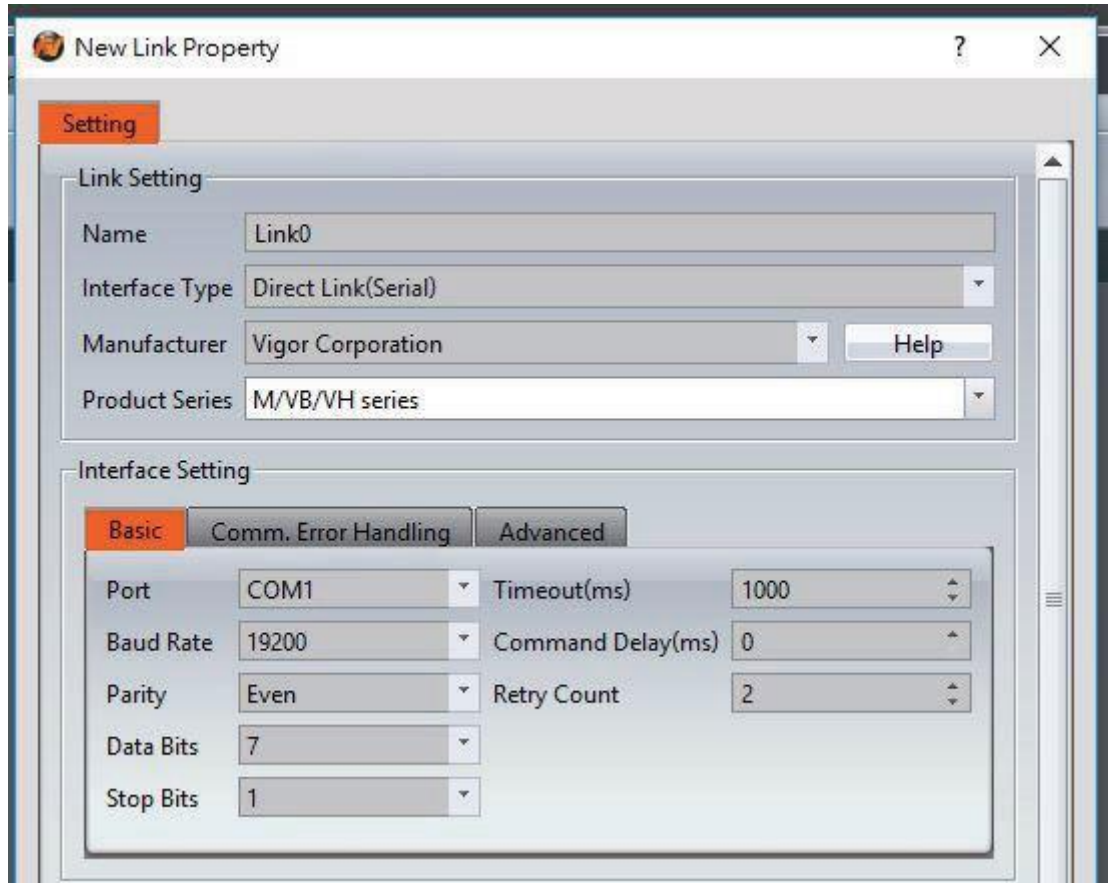 New Link Property ?
Setting
Link Setting
Name Link0
Interface Type Direct Link(Serial)
Manufacturer Vigor Corporation Help
Product Series M/VB/VH series
Interface Setting
Basic Comm. Error Handling Advanced
Port COM1 Timeout(ms) 1000
Baud Rate 19200 Command Delay(ms) 0
Parity Even Retry Count 2
Data Bits 7
Stop Bits 1